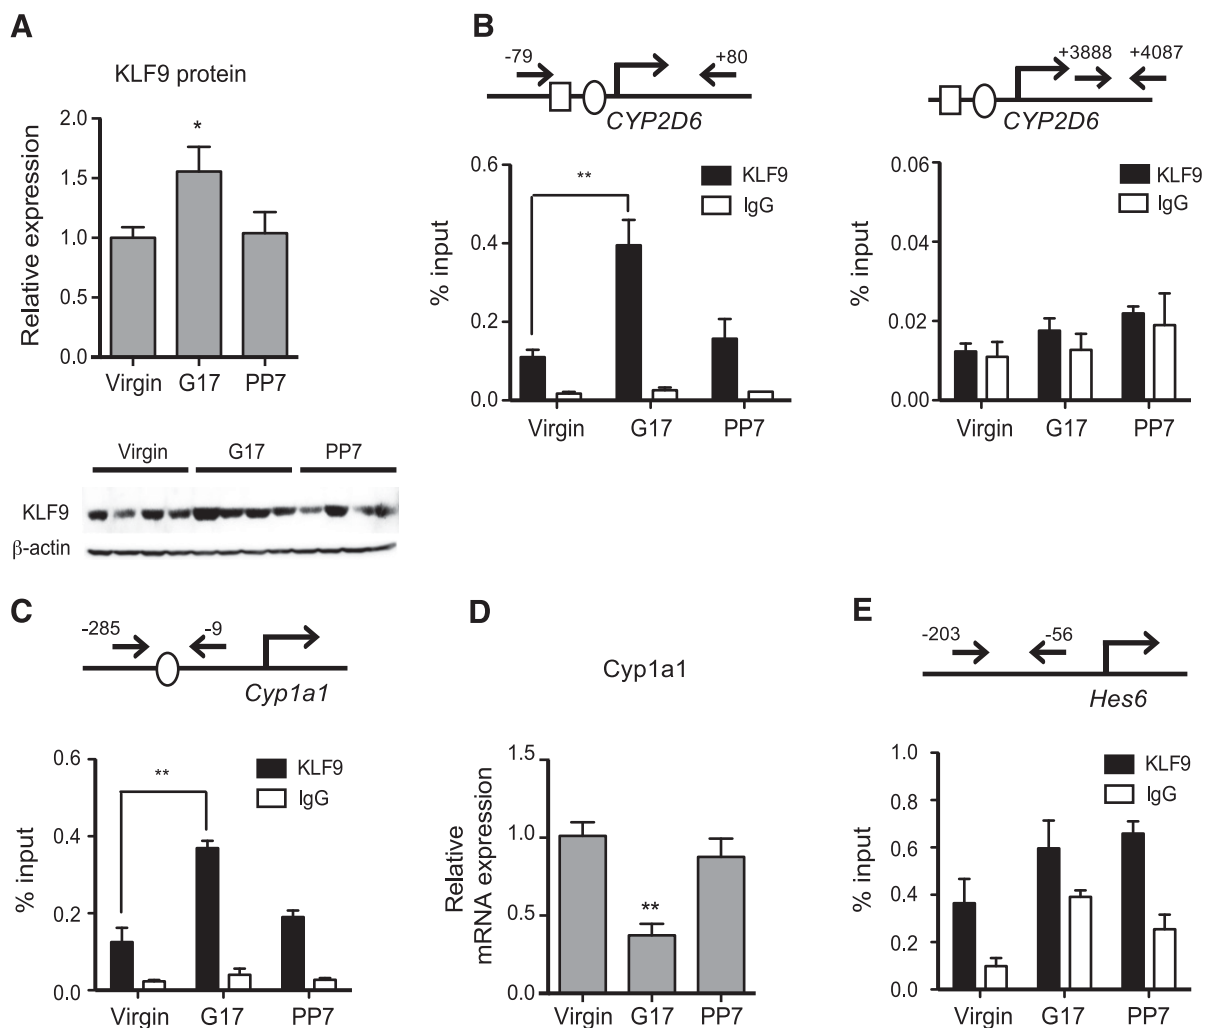 A
KLF9 protein
Relative expression
2.0
1.5
1.0
0.5
0.0
*
Virgin G17 PP7
Virgin G17 PP7
KLF9
β-actin
B
-79 +80
CYP2D6
% input
0.6
0.4
0.2
0.0
**
KLF9
IgG
Virgin G17 PP7
+3888 +4087
CYP2D6
% input
0.06
0.04
0.02
0.00
KLF9
IgG
Virgin G17 PP7
C
-285 -9
Cyp1a1
% input
0.6
0.4
0.2
0.0
**
KLF9
IgG
Virgin G17 PP7
D
Cyp1a1
Relative
mRNA expression
1.5
1.0
0.5
0.0
**
Virgin G17 PP7
E
-203 -56
Hes6
% input
1.0
0.8
0.6
0.4
0.2
0.0
KLF9
IgG
Virgin G17 PP7